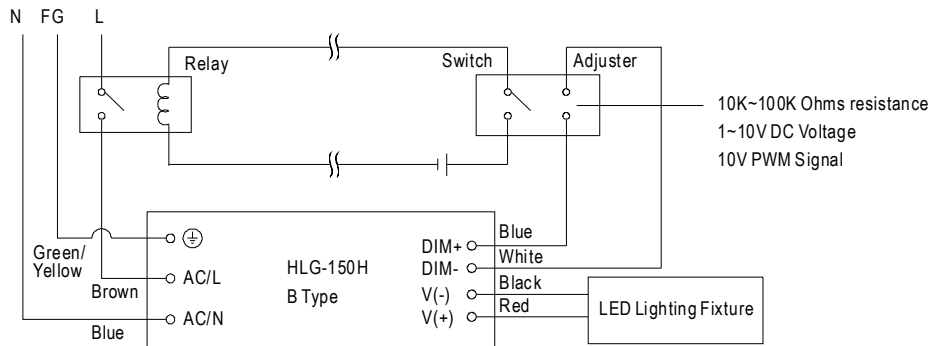 N FG L
Relay
Switch
Adjuster
10K~100K Ohms resistance
1~10V DC Voltage
10V PWM Signal
Green/
Yellow
Brown
Blue
AC/L
AC/N
HLG-150H
B Type
DIM+
DIM-
V(-)
V(+)
Blue
White
Black
Red
LED Lighting Fixture